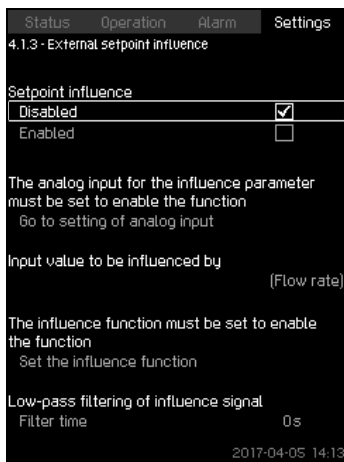 Status Operation Alarm Settings
4.1.3 - External setpoint influence
Setpoint influence
Disabled
Enabled
The analog input for the influence parameter
must be set to enable the function
Go to setting of analog input
Input value to be influenced by
(Flow rate)
The influence function must be set to enable
the function
Set the influence function
Low-pass filtering of influence signal
Filter time 0s
2017-04-05 14:13